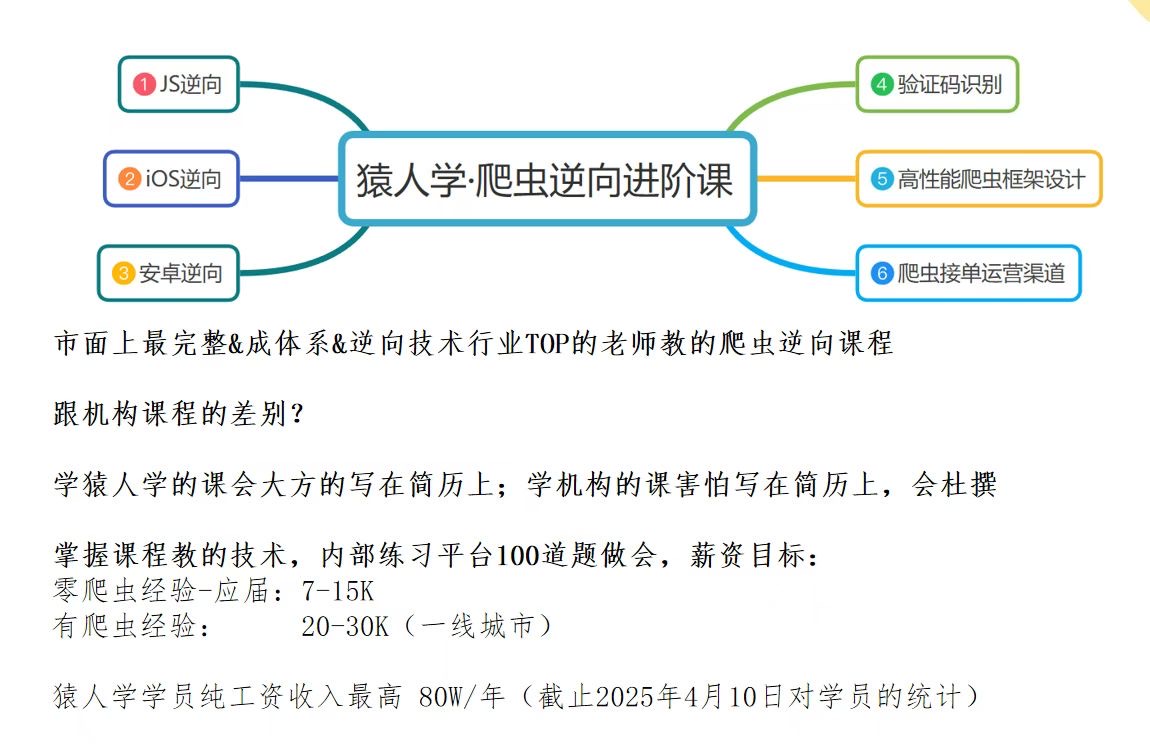 猿人学·爬虫逆向进阶课
1 JS逆向
2 iOS逆向
3 安卓逆向
4 验证码识别
5 高性能爬虫框架设计
6 爬虫接单运营渠道
市面上最完整&成体系&逆向技术行业TOP的老师教的爬虫逆向课程
跟机构课程的差别?
学猿人学的课会大方的写在简历上；学机构的课害怕写在简历上，会杜撰
掌握课程教的技术，内部练习平台100道题做会，薪资目标：
零爬虫经验-应届：7-15K
有爬虫经验： 20-30K（一线城市）
猿人学学员纯工资收入最高 80W/年（截止2025年4月10日对学员的统计）